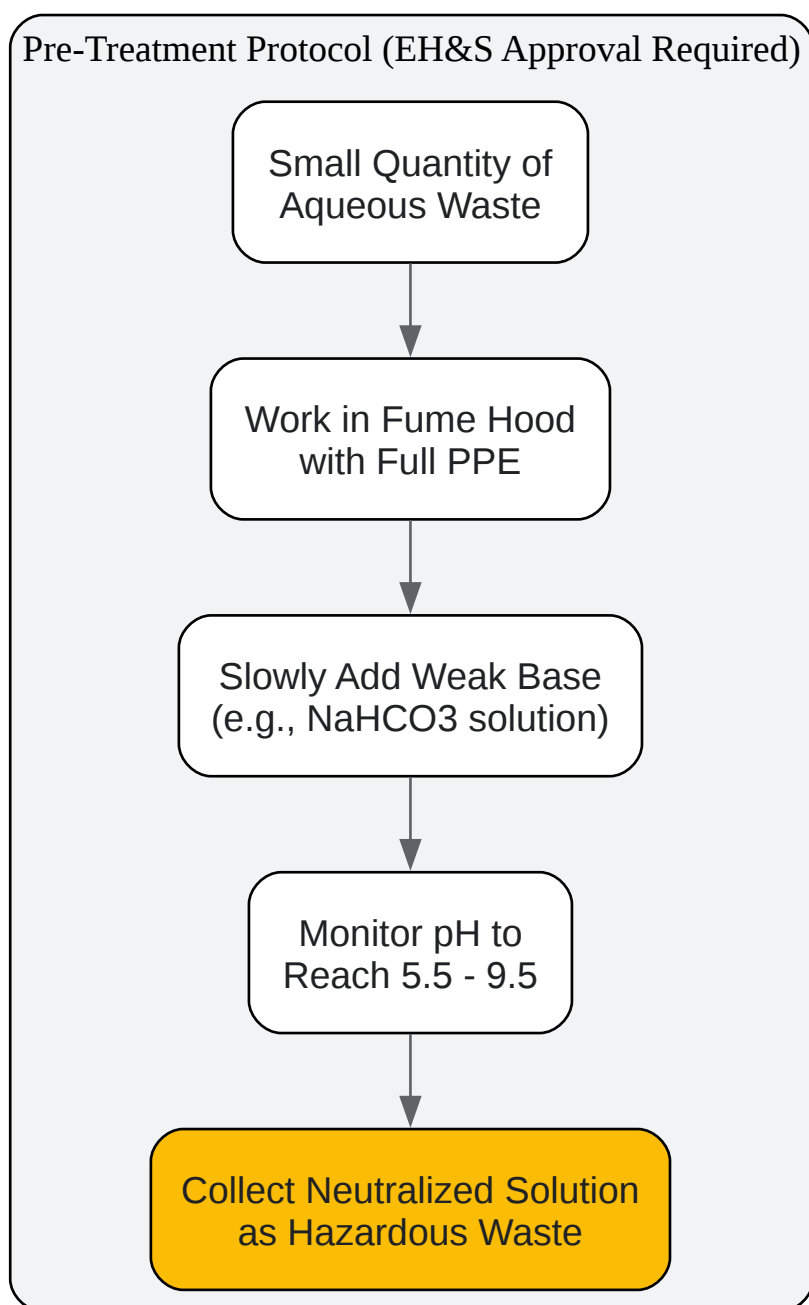 Pre-Treatment Protocol (EH&S Approval Required)
Small Quantity of
Aqueous Waste
Work in Fume Hood
with Full PPE
Slowly Add Weak Base
(e.g., NaHCO3 solution)
Monitor pH to
Reach 5.5 - 9.5
Collect Neutralized Solution
as Hazardous Waste